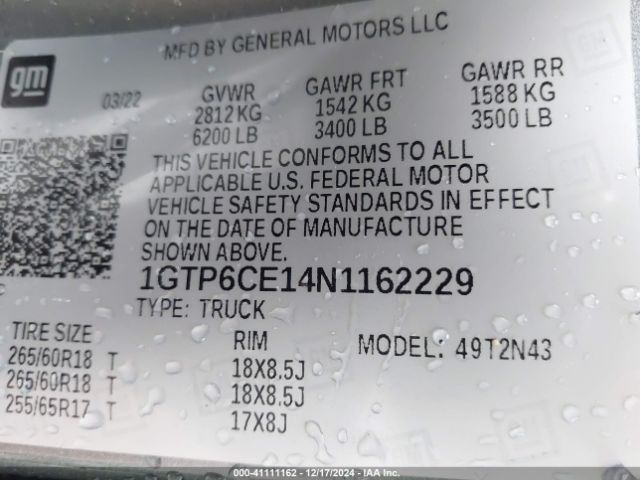 MFD BY GENERAL MOTORS LLC
gm
03/22
GVWR
2812 KG
6200 LB
GAWR FRT
1542 KG
3400 LB
GAWR RR
1588 KG
3500 LB
THIS VEHICLE CONFORMS TO ALL
APPLICABLE U.S. FEDERAL MOTOR
VEHICLE SAFETY STANDARDS IN EFFECT
ON THE DATE OF MANUFACTURE
SHOWN ABOVE.
1GTP6CE14N1162229
TYPE: TRUCK
TIRE SIZE
RIM
MODEL: 49T2N43
265/60R18 T 18X8.5J
265/60R18 T 18X8.5J
255/65R17 T 17X8J
000-41111162 - 12/17/2024 - IAA Inc.